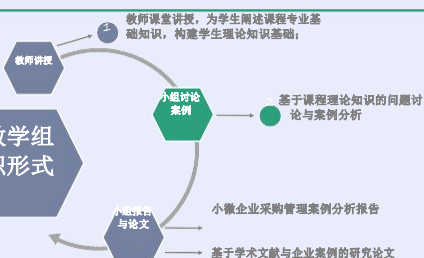 教师课堂讲授，为学生阐述课程专业基
础知识，构建学生理论知识基础；
1
教师讲授
小组讨论
案例
基于课程理论知识的问题讨
论与案例分析
教学组
织形式
小组报告
与论文
小微企业采购管理案例分析报告
基于学术文献与企业案例的研究论文